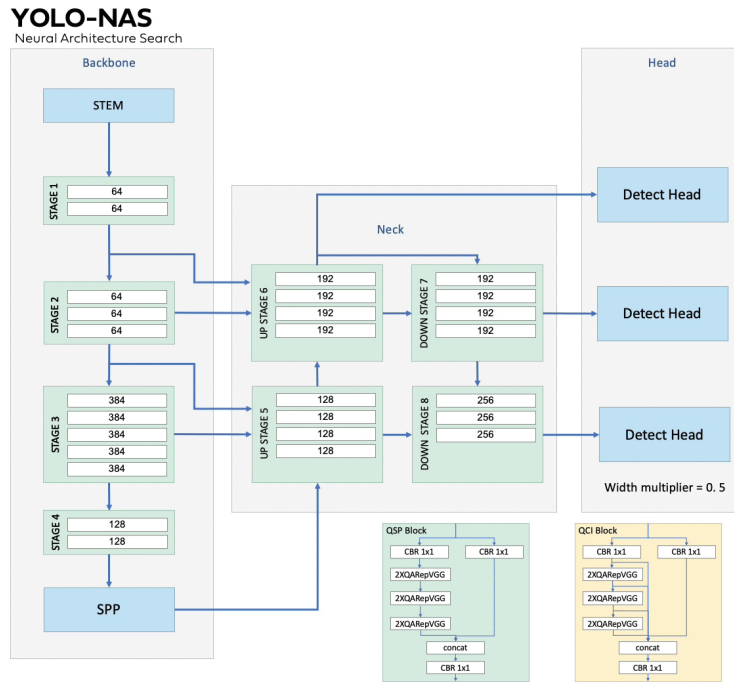 YOLO-NAS
Neural Architecture Search
Backbone
STEM
STAGE 1
64
64
STAGE 2
64
64
64
STAGE 3
384
384
384
384
384
STAGE 4
128
128
SPP
Neck
UP STAGE 6
192
192
192
192
DOWN STAGE 7
192
192
192
192
UP STAGE 5
128
128
128
128
DOWN STAGE 8
256
256
256
Head
Detect Head
Detect Head
Detect Head
Width multiplier = 0. 5
QSP Block
CBR 1x1
CBR 1x1
2XQARepVGG
2XQARepVGG
2XQARepVGG
concat
CBR 1x1
QCI Block
CBR 1x1
CBR 1x1
2XQARepVGG
2XQARepVGG
2XQARepVGG
concat
CBR 1x1